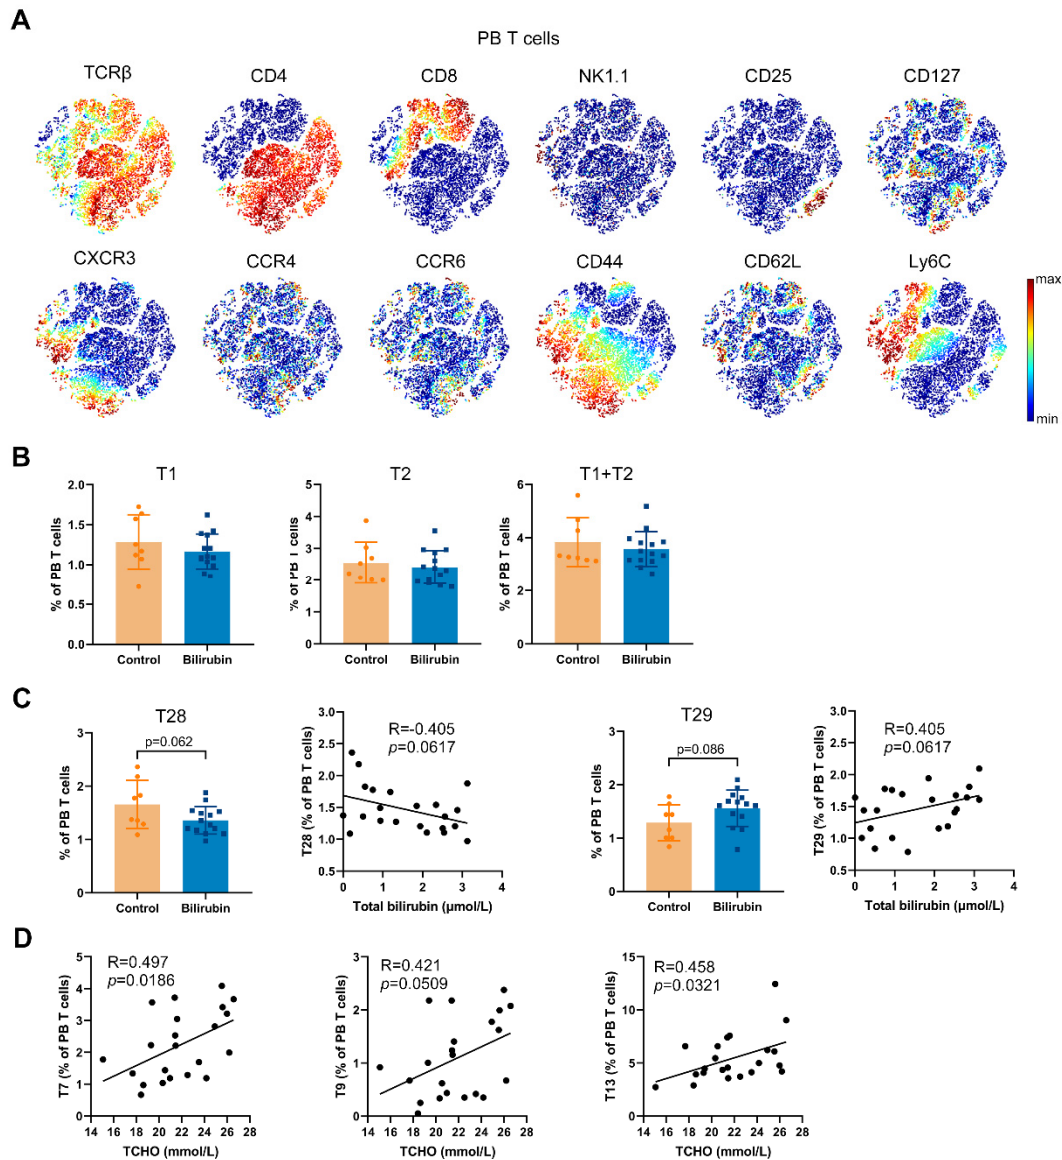 A
PB T cells
TCRβ CD4 CD8 NK1.1 CD25 CD127
CXCR3 CCR4 CCR6 CD44 CD62L Ly6C
max
min
B
T1 T2 T1+T2
% of PB T cells
2.0
1.5
1.0
0.5
0.0
Control Bilirubin
% of PB T cells
5
4
3
2
1
0
Control Bilirubin
% of PB T cells
6
4
2
0
Control Bilirubin
C
T28
p=0.062
% of PB T cells
3
2
1
0
Control Bilirubin
R=-0.405
p=0.0617
T28 (% of PB T cells)
3.0
2.5
2.0
1.5
1.0
0.5
0 1 2 3 4
Total bilirubin (μmol/L)
T29
p=0.086
% of PB T cells
3
2
1
0
Control Bilirubin
R=0.405
p=0.0617
T29 (% of PB T cells)
3.0
2.5
2.0
1.5
1.0
0.5
0 1 2 3 4
Total bilirubin (μmol/L)
D
R=0.497
p=0.0186
T7 (% of PB T cells)
5
4
3
2
1
0
14 16 18 20 22 24 26 28
TCHO (mmol/L)
R=0.421
p=0.0509
T9 (% of PB T cells)
3
2
1
0
14 16 18 20 22 24 26 28
TCHO (mmol/L)
R=0.458
p=0.0321
T13 (% of PB T cells)
15
10
5
0
14 16 18 20 22 24 26 28
TCHO (mmol/L)